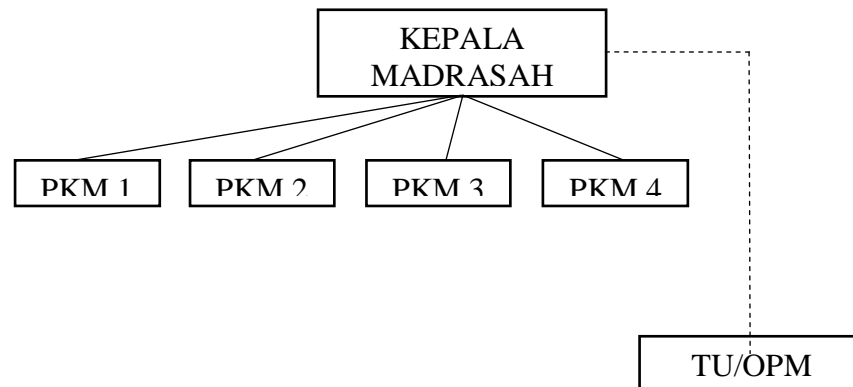 KEPALA
MADRASAH
PKM 1
PKM 2
PKM 3
PKM 4
TU/OPM